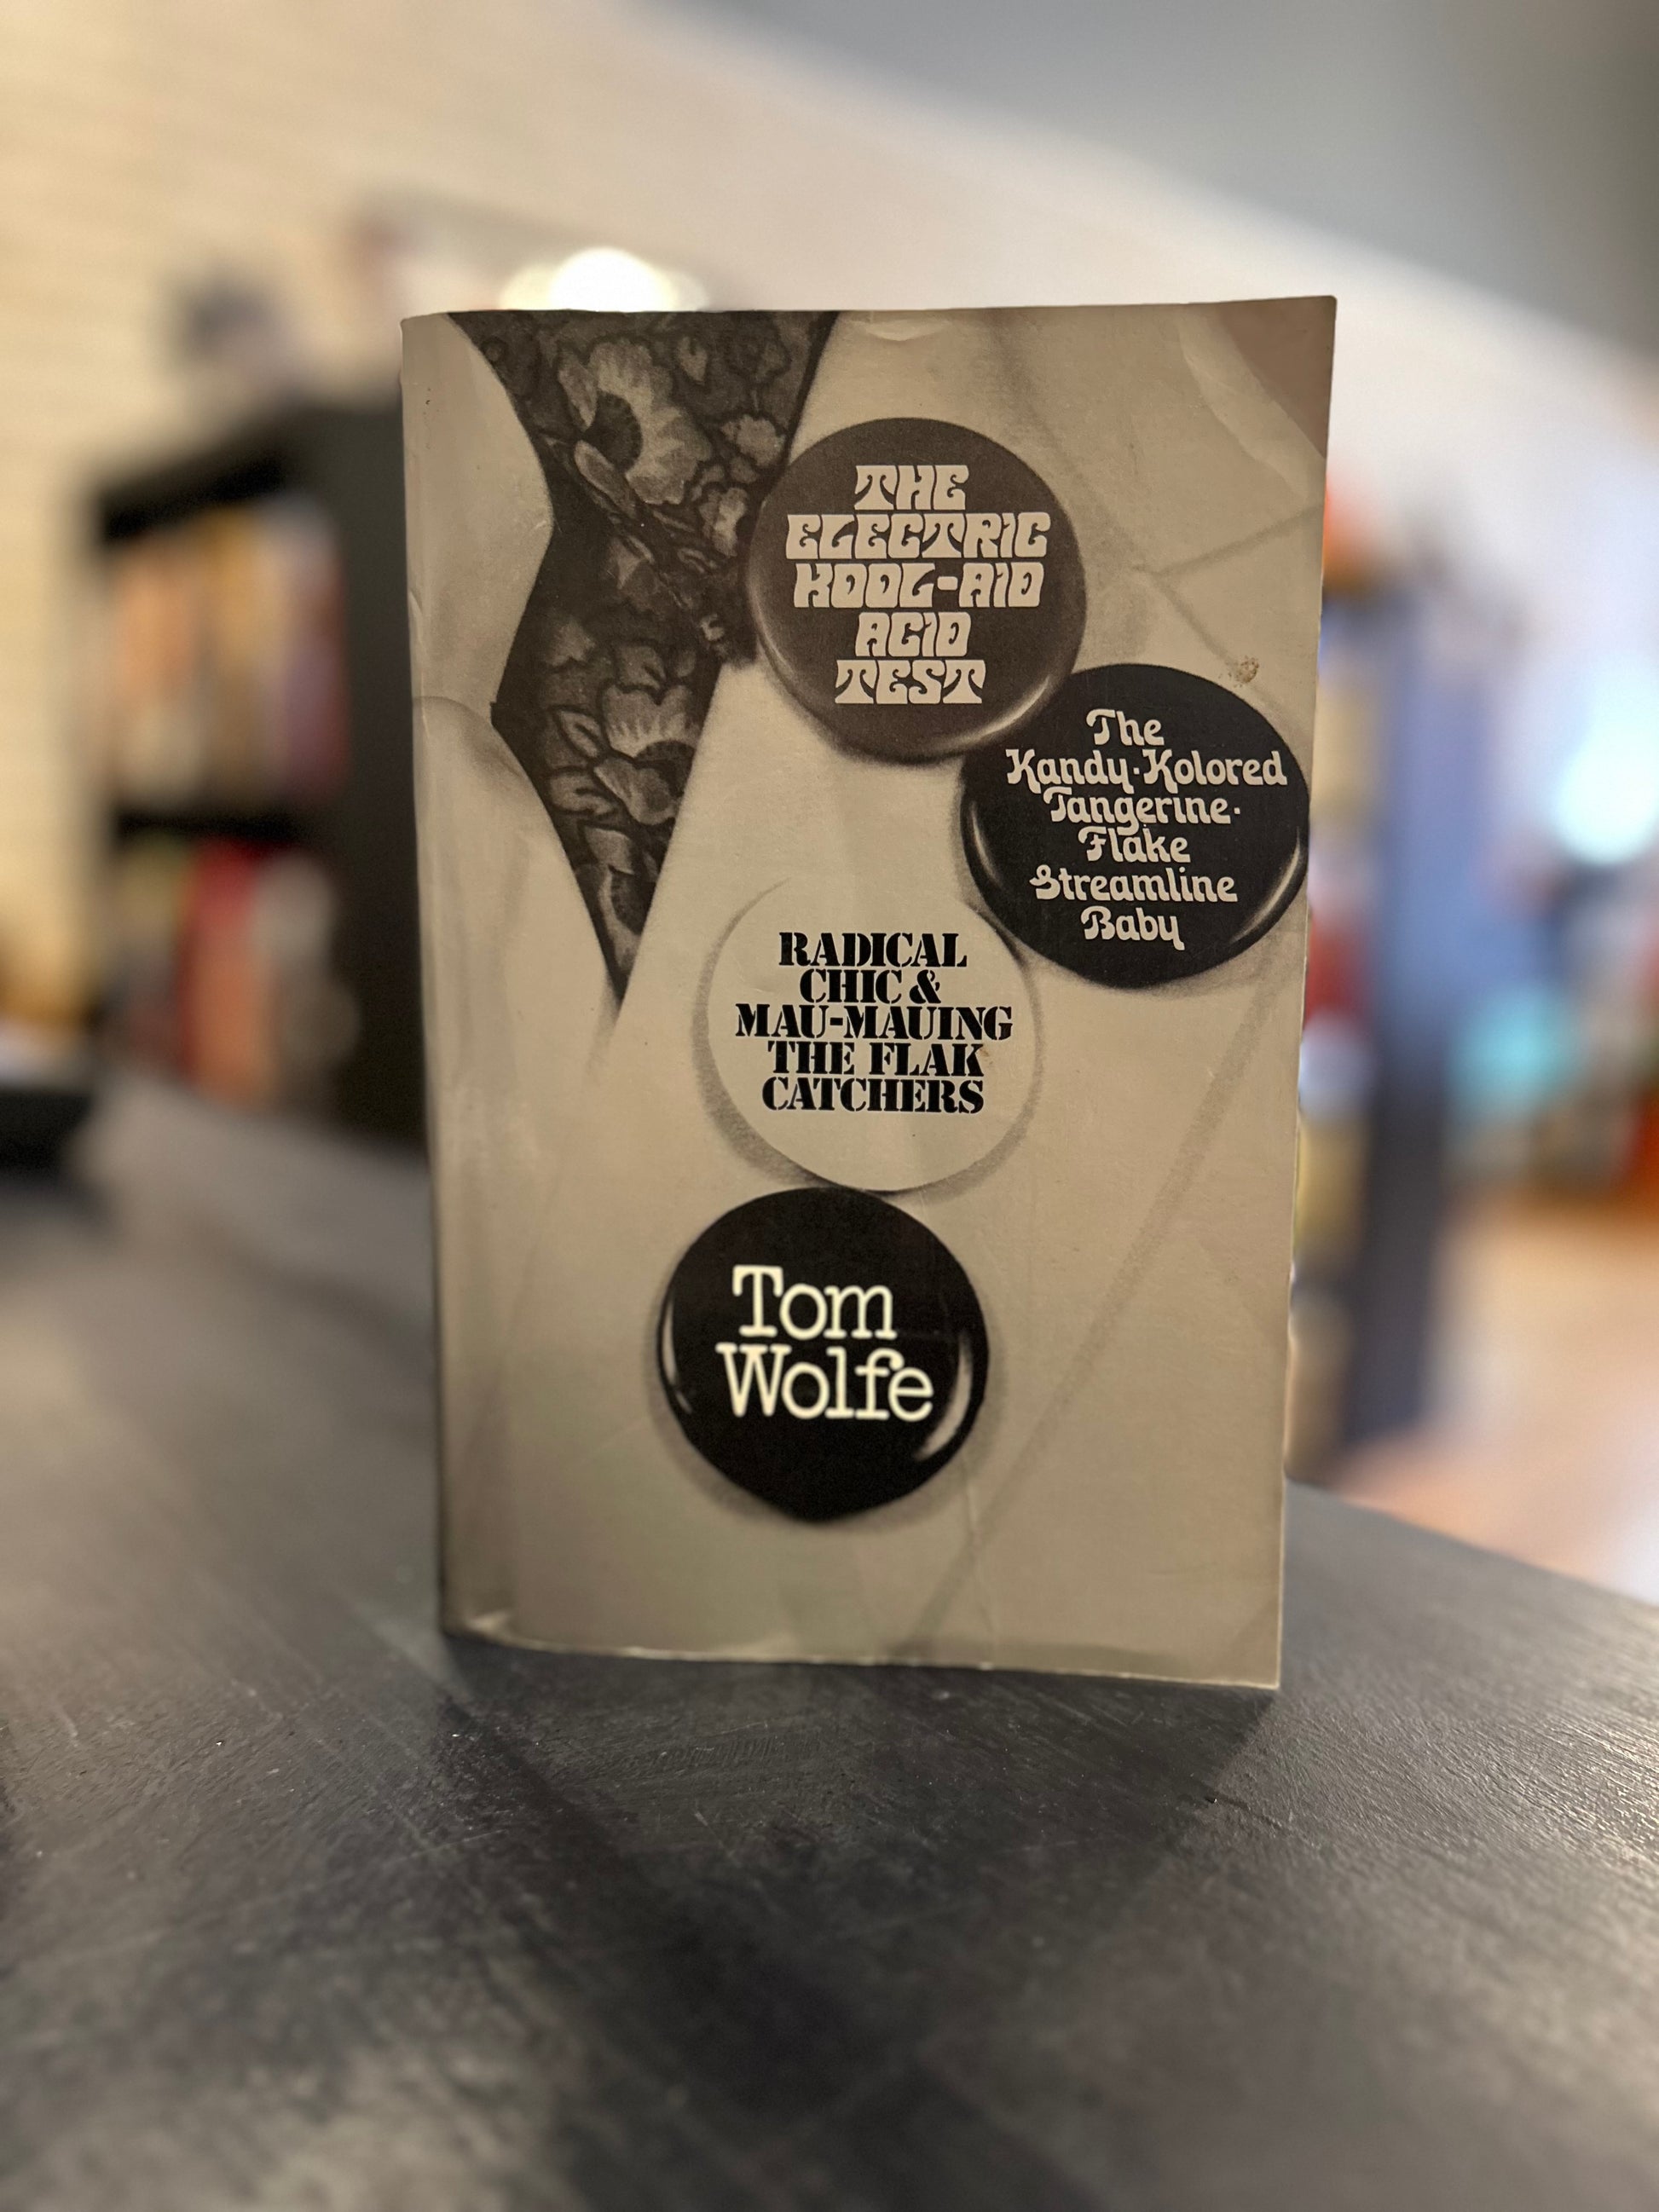 THE
ELECTRIC
KOOL-AID
ACID
TEST
The
Kandy·Kolored
Tangerine·
Flake
Streamline
Baby
RADICAL
CHIC &
MAU-MAUING
THE FLAK
CATCHERS
Tom
Wolfe